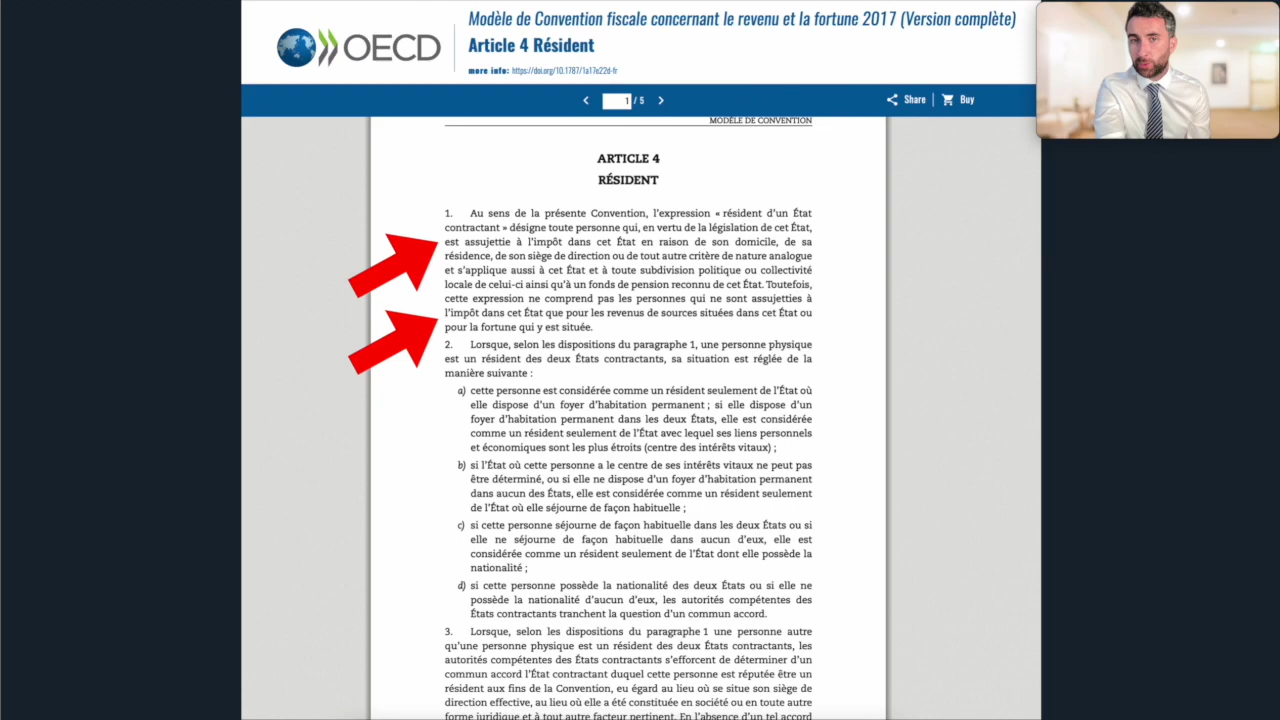 OECD
Modèle de Convention fiscale concernant le revenu et la fortune 2017 (Version complète)
Article 4 Résident
more info: https://doi.org/10.1787/1a17e22d-fr
1 / 5
Share
Buy
MODÈLE DE CONVENTION
ARTICLE 4
RÉSIDENT
1. Au sens de la présente Convention, l'expression « résident d'un État
contractant » désigne toute personne qui, en vertu de la législation de cet État,
est assujettie à l'impôt dans cet État en raison de son domicile, de sa
résidence, de son siège de direction ou de tout autre critère de nature analogue
et s'applique aussi à cet État et à toute subdivision politique ou collectivité
locale de celui-ci ainsi qu'à un fonds de pension reconnu de cet État. Toutefois,
cette expression ne comprend pas les personnes qui ne sont assujetties à
l'impôt dans cet État que pour les revenus de sources situées dans cet État ou
pour la fortune qui y est située.
2. Lorsque, selon les dispositions du paragraphe 1, une personne physique
est un résident des deux États contractants, sa situation est réglée de la
manière suivante :
a) cette personne est considérée comme un résident seulement de l'État où
elle dispose d'un foyer d'habitation permanent ; si elle dispose d'un
foyer d'habitation permanent dans les deux États, elle est considérée
comme un résident seulement de l'État avec lequel ses liens personnels
et économiques sont les plus étroits (centre des intérêts vitaux) ;
b) si l'État où cette personne a le centre de ses intérêts vitaux ne peut pas
être déterminé, ou si elle ne dispose d'un foyer d'habitation permanent
dans aucun des États, elle est considérée comme un résident seulement
de l'État où elle séjourne de façon habituelle ;
c) si cette personne séjourne de façon habituelle dans les deux États ou si
elle ne séjourne de façon habituelle dans aucun d'eux, elle est
considérée comme un résident seulement de l'État dont elle possède la
nationalité ;
d) si cette personne possède la nationalité des deux États ou si elle ne
possède la nationalité d'aucun d'eux, les autorités compétentes des
États contractants tranchent la question d'un commun accord.
3. Lorsque, selon les dispositions du paragraphe 1 une personne autre
qu'une personne physique est un résident des deux États contractants, les
autorités compétentes des États contractants s'efforcent de déterminer d'un
commun accord l'État contractant duquel cette personne est réputée être un
résident aux fins de la Convention, eu égard au lieu où se situe son siège de
direction effective, au lieu où elle a été constituée en société ou en toute autre
forme juridique et à tout autre facteur pertinent. En l'absence d'un tel accord